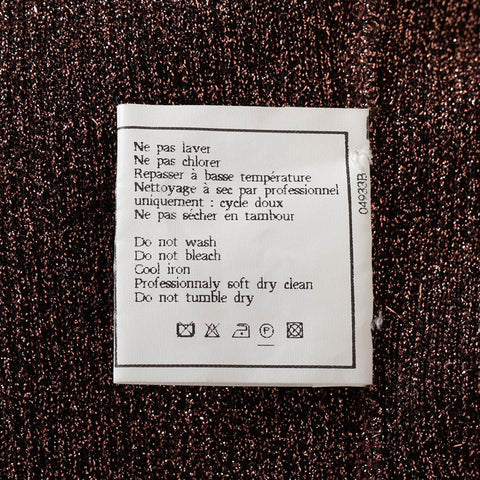 Ne pas laver
Ne pas chlorer
Repasser à basse température
Nettoyage à sec par professionnel
uniquement : cycle doux
Ne pas sécher en tambour
Do not wash
Do not bleach
Cool iron
Professionnaly soft dry clean
Do not tumble dry
P
04933B